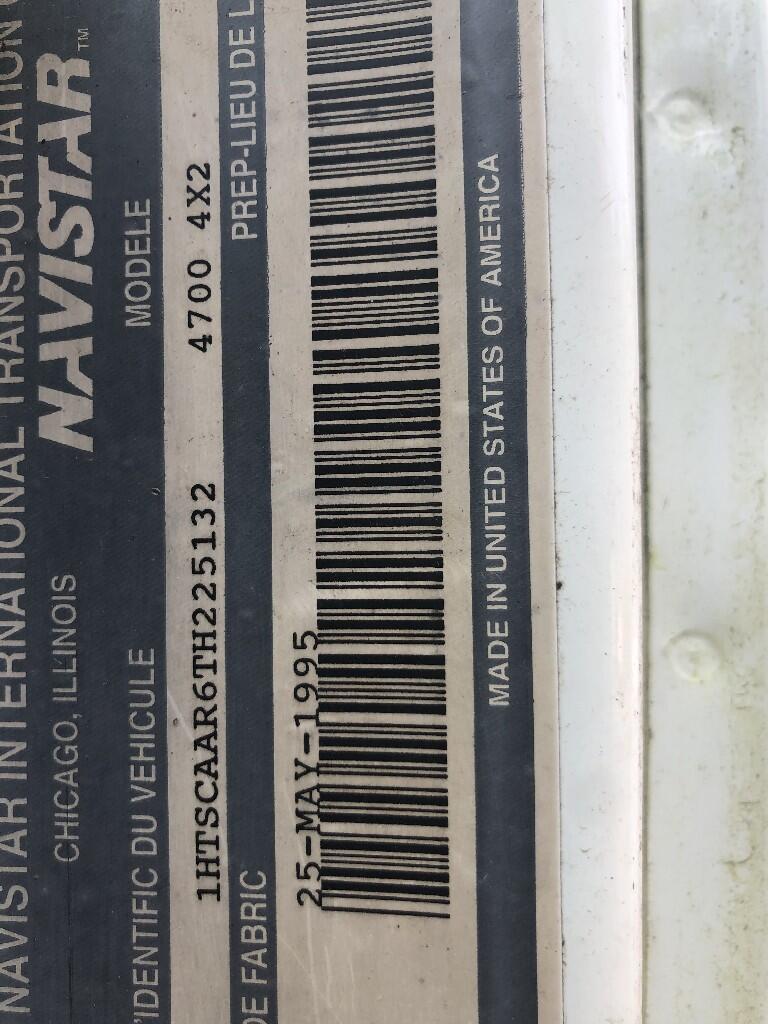 NAVISTAR INTERNATIONAL TRANSPORTATION
CHICAGO, ILLINOIS
NAVISTAR™
'IDENTIFIC DU VEHICULE
MODELE
1HTSCAAR6TH225132
4700 4X2
DE FABRIC
PREP-LIEU DE L
25-MAY-1995
MADE IN UNITED STATES OF AMERICA